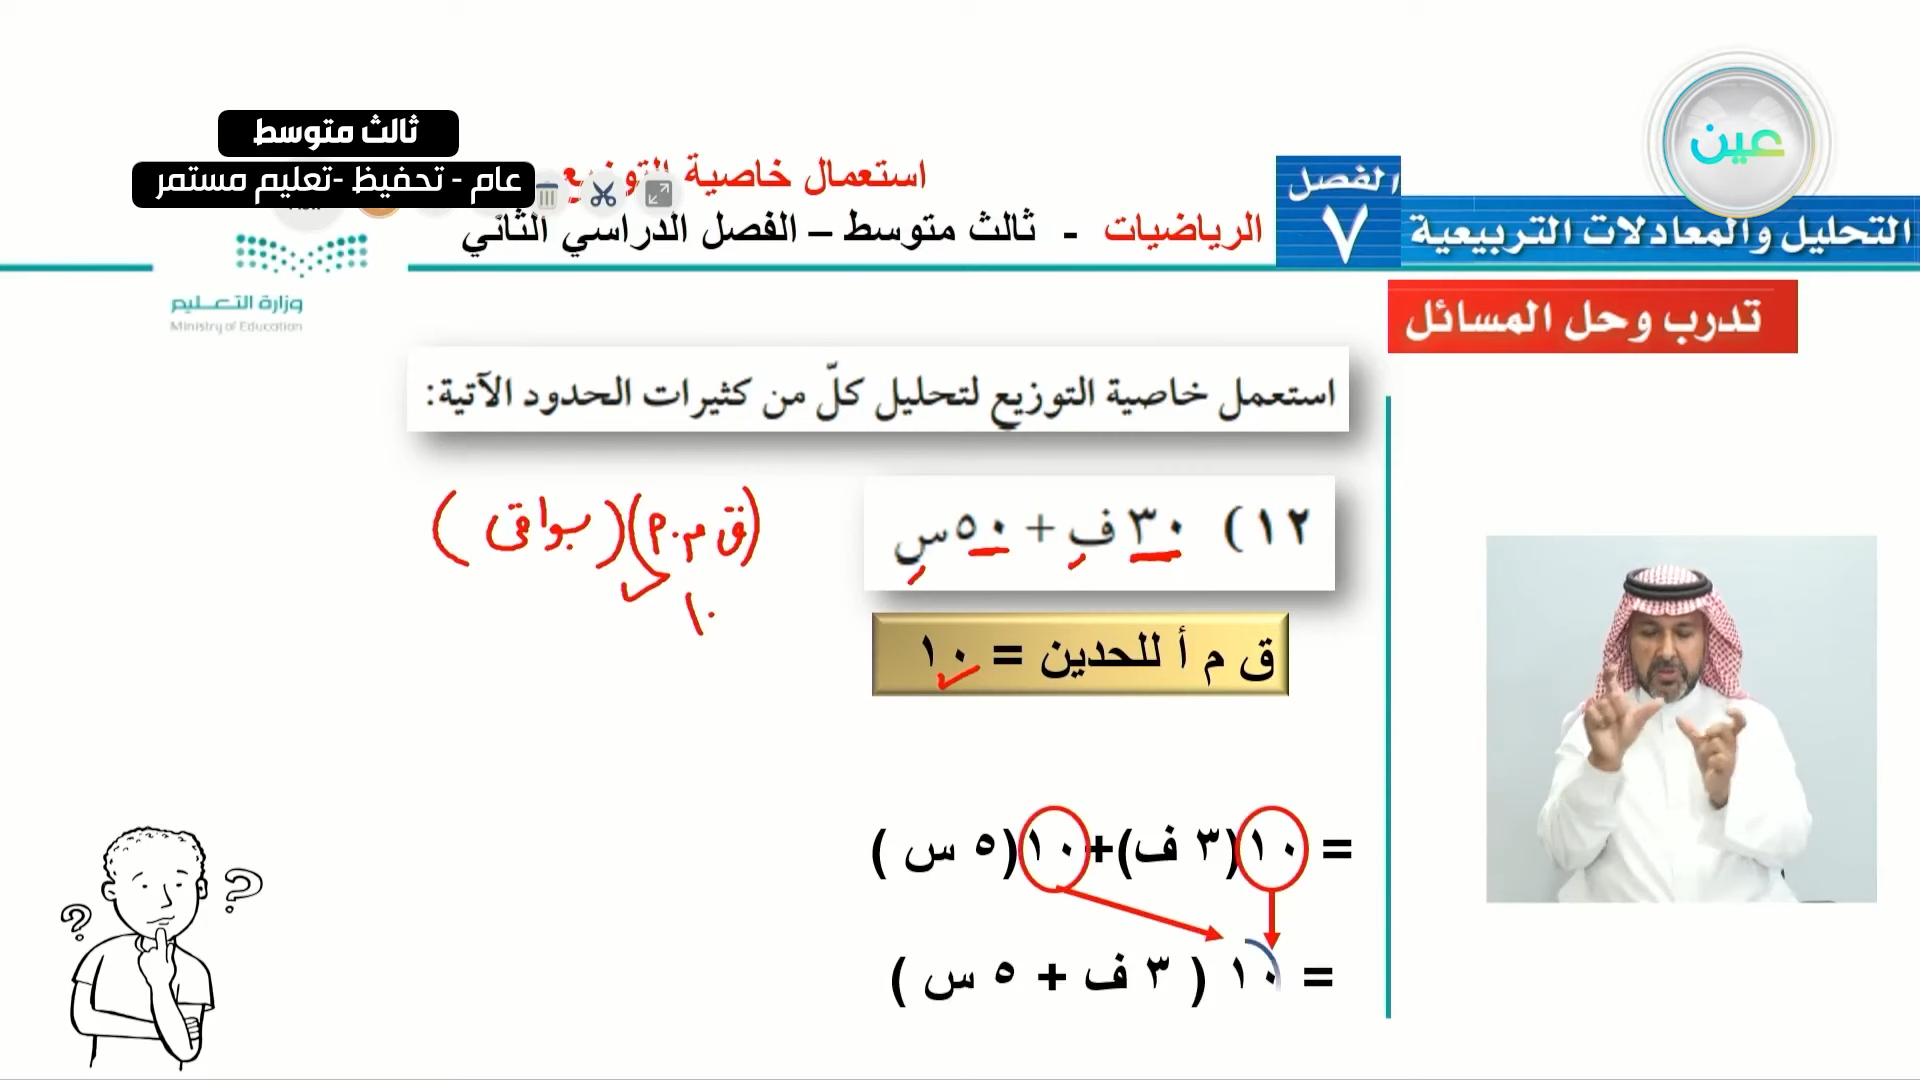 عين
ثالث متوسط
عام - تحفيظ -تعليم مستمر
استعمال خاصية التوزيع
الرياضيات - ثالث متوسط – الفصل الدراسي الثاني
الفصل ٧
التحليل والمعادلات التربيعية
وزارة التعليم
Ministry of Education
تدرب وحل المسائل
استعمل خاصية التوزيع لتحليل كلّ من كثيرات الحدود الآتية:
١٢) ٣٠ف + ٥٠س
(ق م.م)(بواقي)
١٠
ق م أ للحدين = ١٠
= ١٠(٣ ف)+١٠(٥ س )
= ١٠ ( ٣ ف + ٥ س )
? ?